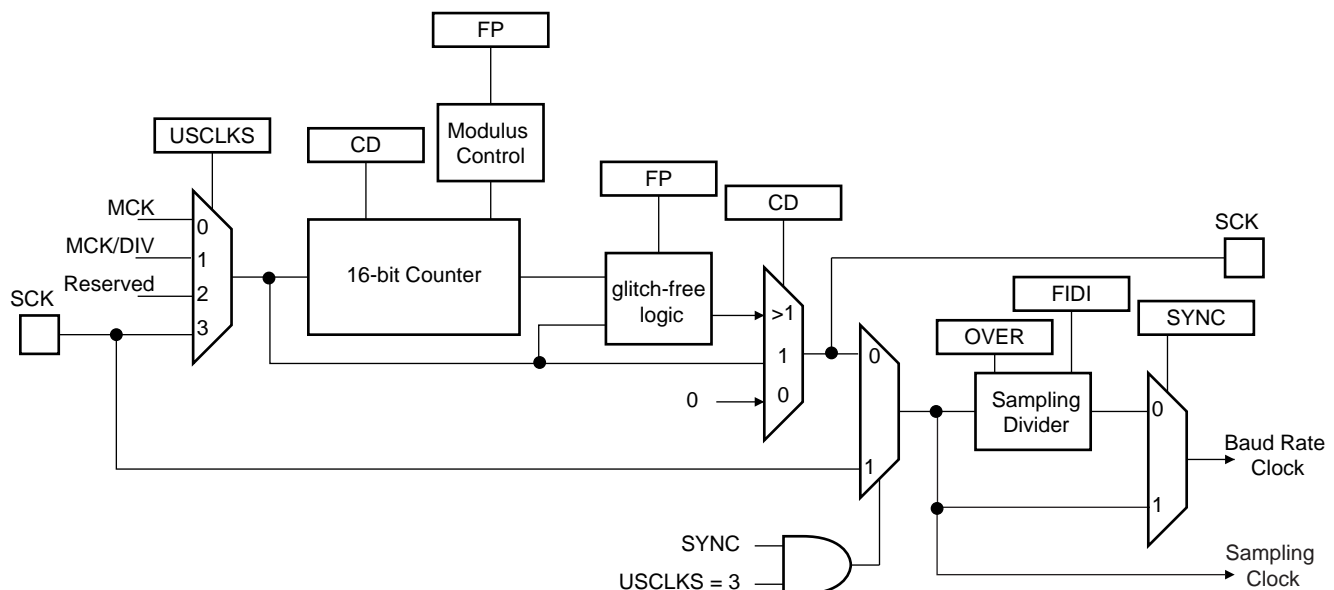 FP
USCLKS
CD
Modulus
Control
FP
CD
MCK
0
MCK/DIV
1
Reserved
2
SCK
3
16-bit Counter
glitch-free
logic
>1
1
0
0
SCK
FIDI
OVER
SYNC
0
1
Sampling
Divider
0
1
Baud Rate
Clock
SYNC
USCLKS = 3
Sampling
Clock